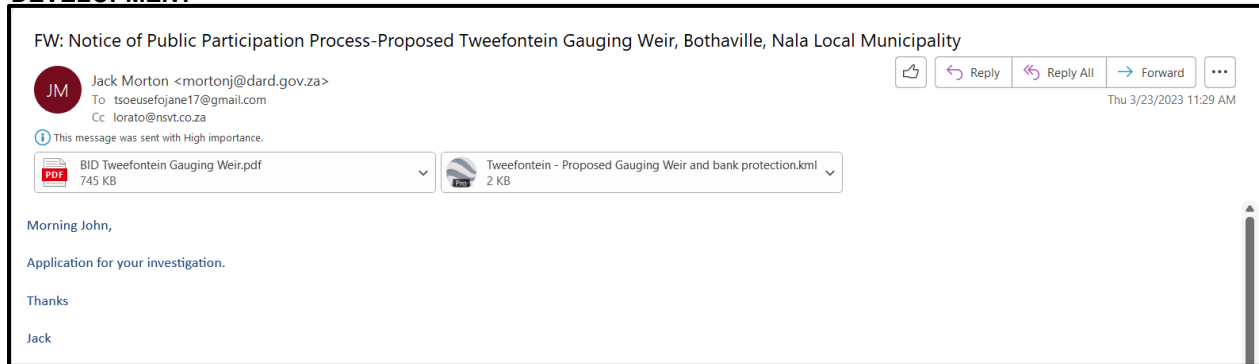 DEVELOPMENT
FW: Notice of Public Participation Process-Proposed Tweefontein Gauging Weir, Bothaville, Nala Local Municipality
JM
Jack Morton <mortonj@dard.gov.za>
Reply
Reply All
Forward
To tsoeusefojane17@gmail.com
Thu 3/23/2023 11:29 AM
Cc lorato@nsvt.co.za
This message was sent with High importance.
PDF
BID Tweefontein Gauging Weir.pdf
745 KB
Pro
Tweefontein - Proposed Gauging Weir and bank protection.kml
2 KB
Morning John,
Application for your investigation.
Thanks
Jack